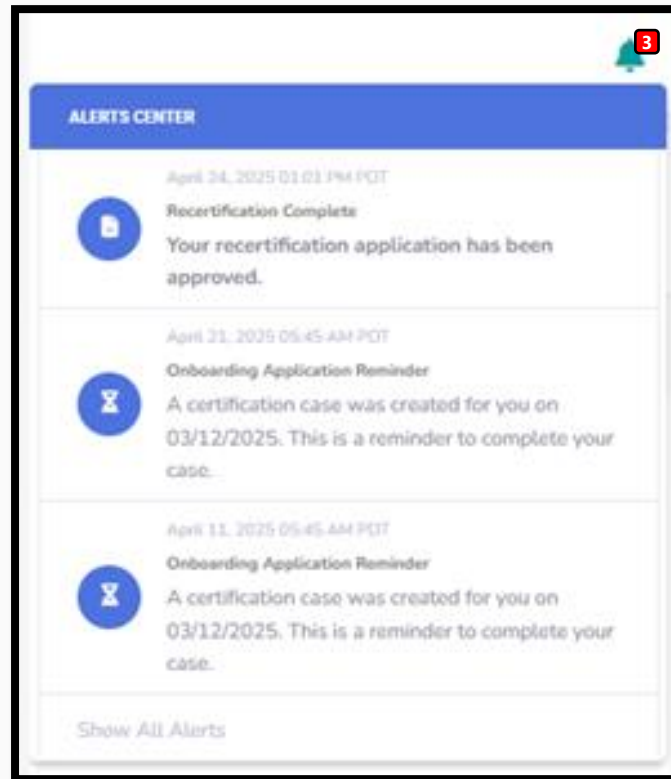 3
ALERTS CENTER
April 24, 2025 01:01 PM PDT
Recertification Complete
Your recertification application has been
approved.
April 21, 2025 05:45 AM PDT
Onboarding Application Reminder
A certification case was created for you on
03/12/2025. This is a reminder to complete your
case.
April 11, 2025 05:45 AM PDT
Onboarding Application Reminder
A certification case was created for you on
03/12/2025. This is a reminder to complete your
case.
Show All Alerts